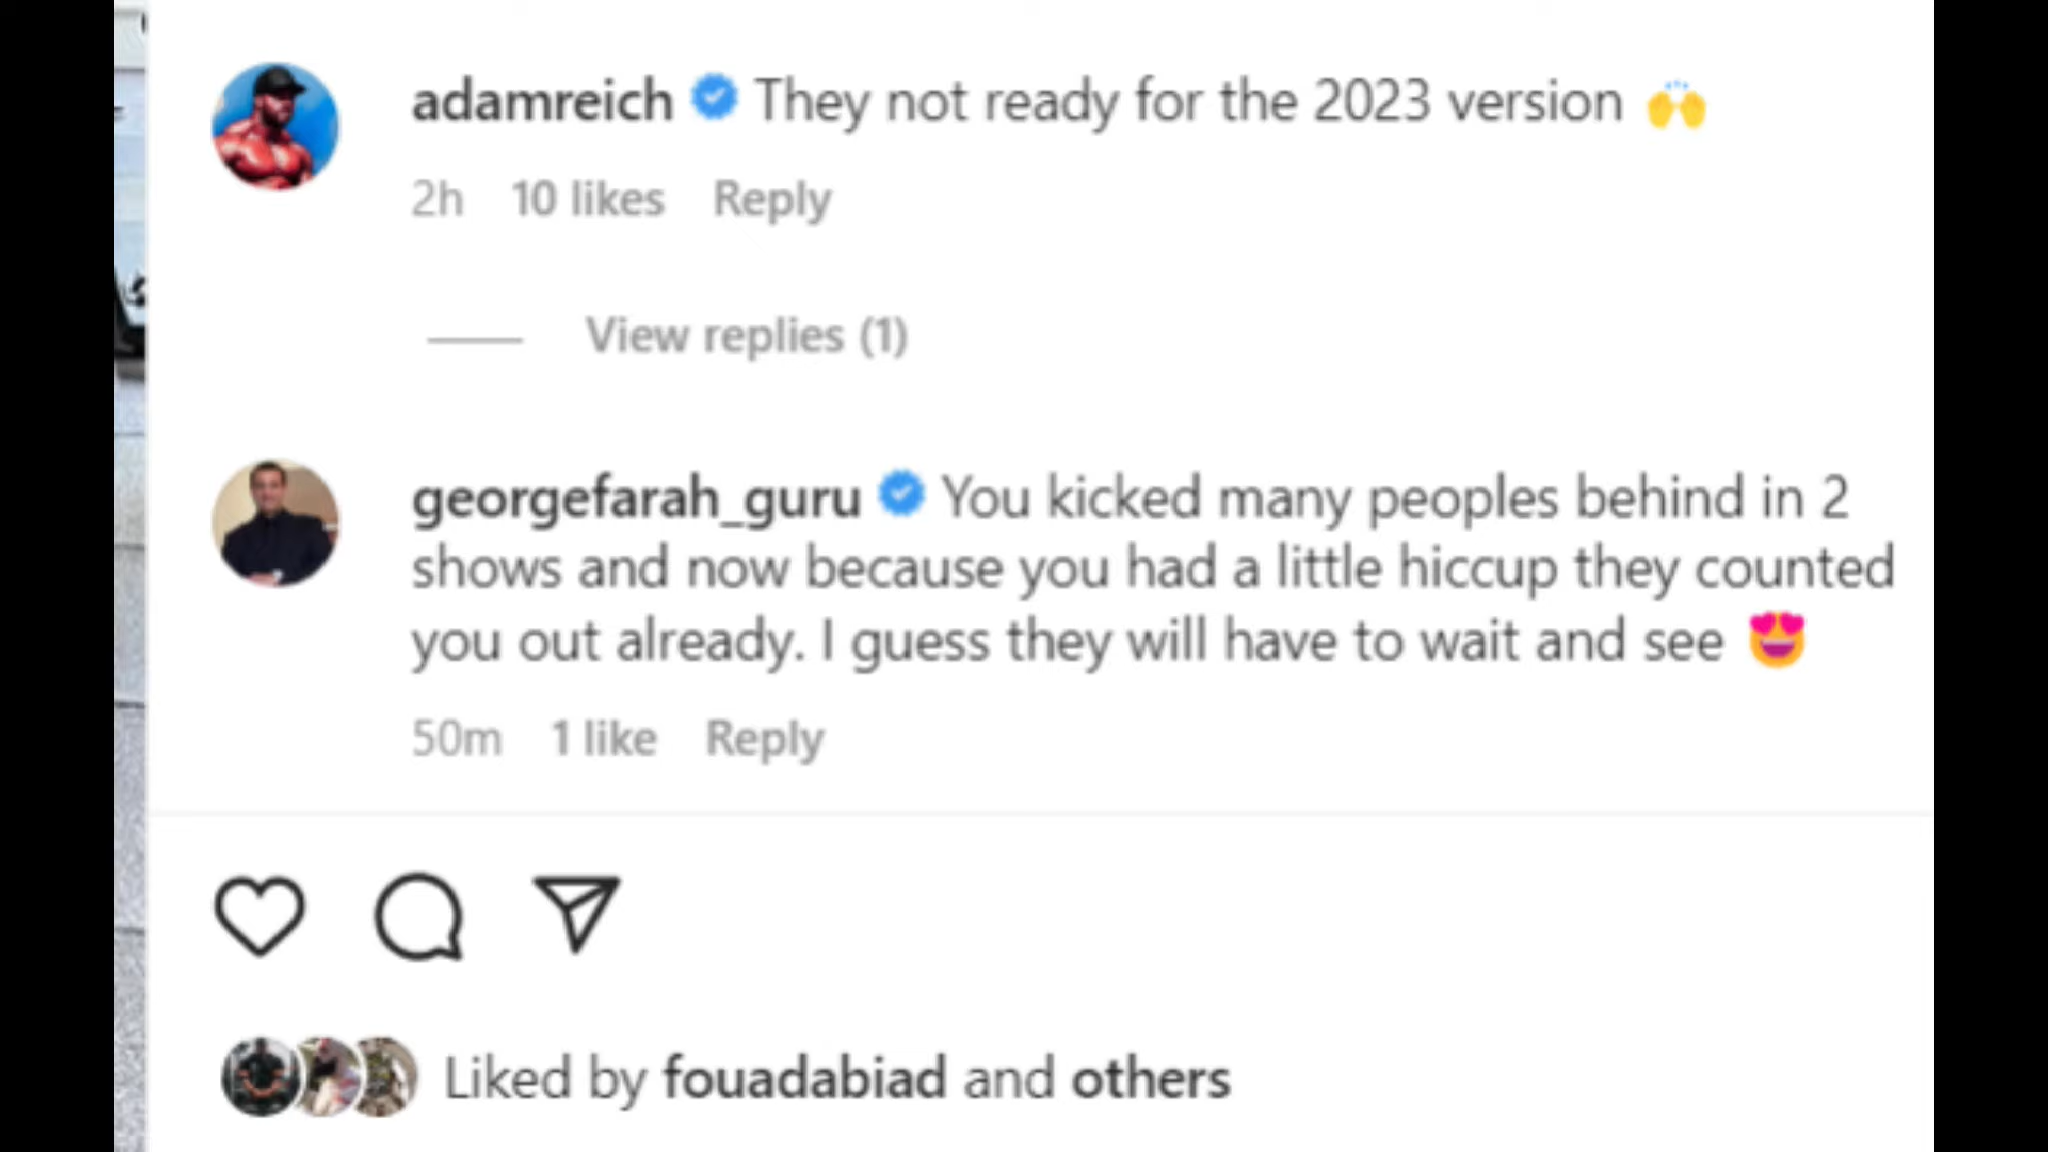 adamreich They not ready for the 2023 version 🙌
2h 10 likes Reply
View replies (1)
georgefarah_guru You kicked many peoples behind in 2
shows and now because you had a little hiccup they counted
you out already. I guess they will have to wait and see 😍
50m 1 like Reply
Liked by fouadabiad and others